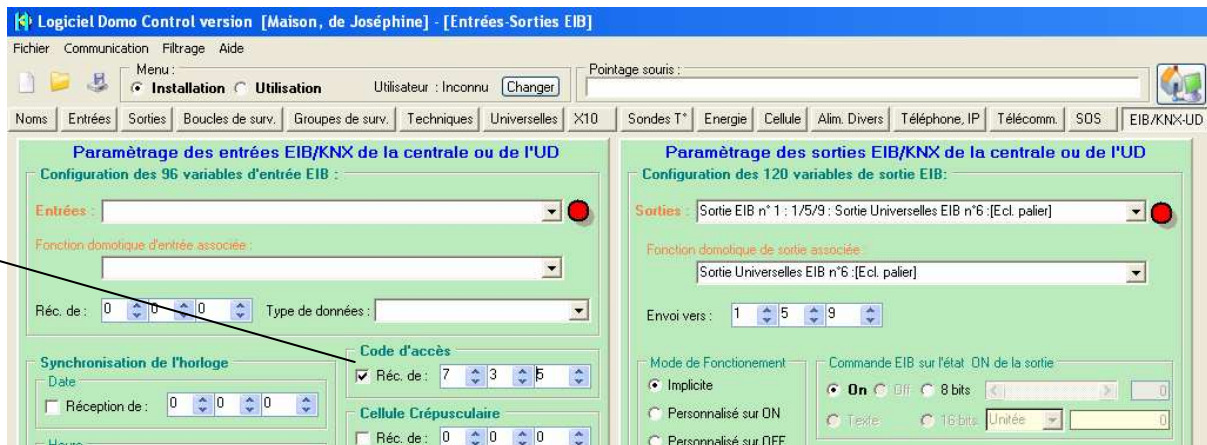 Logiciel Domo Control version [Maison, de Joséphine] - [Entrées-Sorties EIB]
Fichier Communication Filtrage Aide
Menu :
Installation Utilisation Utilisateur : Inconnu Changer
Pointage souris :
Noms Entrées Sorties Boucles de surv. Groupes de surv. Techniques Universelles X10 Sondes T° Energie Cellule Alim. Divers Téléphone, IP Télécomm. SOS EIB/KNX-UD
Paramètrage des entrées EIB/KNX de la centrale ou de l'UD
Configuration des 96 variables d'entrée EIB :
Entrées :
Fonction domotique d'entrée associée :
Réc. de : 0 0 0 Type de données :
Synchronisation de l'horloge
Date
Réception de : 0 0 0
Heure
Code d'accès
Réc. de : 7 3 5
Cellule Crépusculaire
Réc. de : 0 0 0
Paramètrage des sorties EIB/KNX de la centrale ou de l'UD
Configuration des 120 variables de sortie EIB:
Sorties : Sortie EIB n° 1 : 1/5/9 : Sortie Universelles EIB n°6 :[Ecl. palier]
Fonction domotique de sortie associée :
Sortie Universelles EIB n°6 :[Ecl. palier]
Envoi vers : 1 5 9
Mode de Fonctionement
Implicite
Personnalisé sur ON
Personnalisé sur OFF
Commande EIB sur l'état ON de la sortie
On Off 8 bits 0
Texte 16 bits Unitée 0